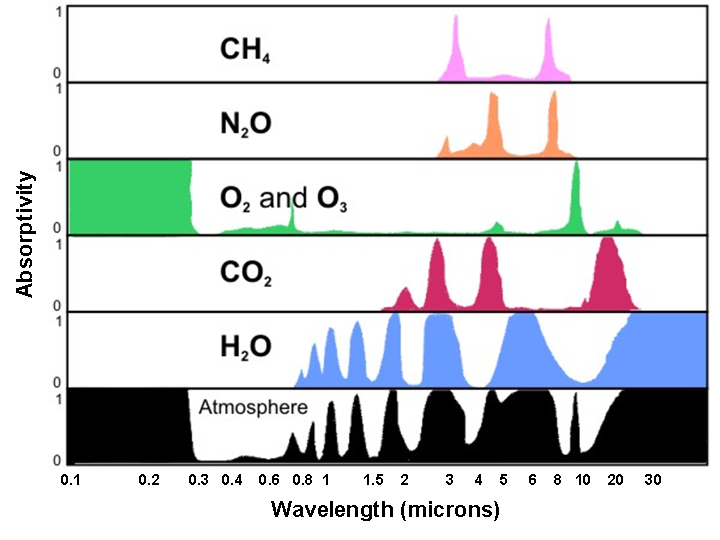 1
CH₄
0
1
N₂O
0
1
O₂ and O₃
0
1
CO₂
0
1
H₂O
0
1
Atmosphere
0
Absorptivity
0.1 0.2 0.3 0.4 0.6 0.8 1 1.5 2 3 4 5 6 8 10 20 30
Wavelength (microns)